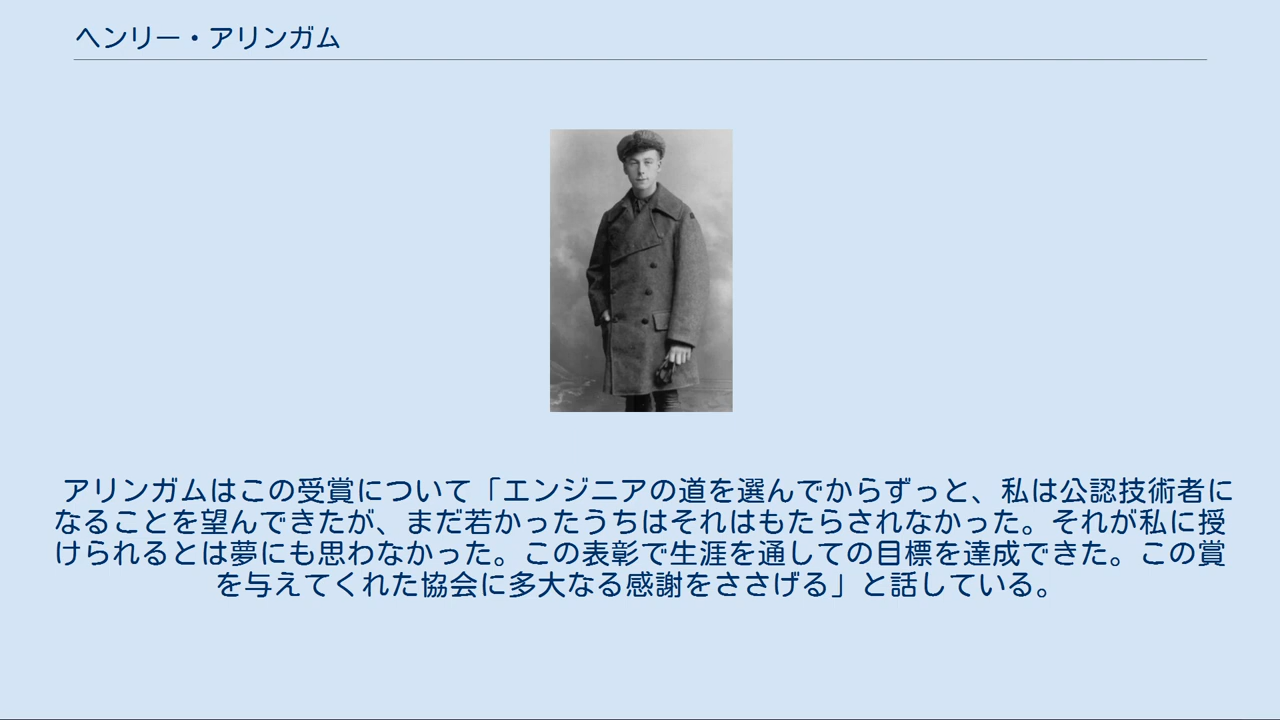 ヘンリー・アリンガム
アリンガムはこの受賞について「エンジニアの道を選んでからずっと、私は公認技術者に
なることを望んできたが、まだ若かったうちはそれはもたらされなかった。それが私に授
けられるとは夢にも思わなかった。この表彰で生涯を通しての目標を達成できた。この賞
を与えてくれた協会に多大なる感謝をささげる」と話している。